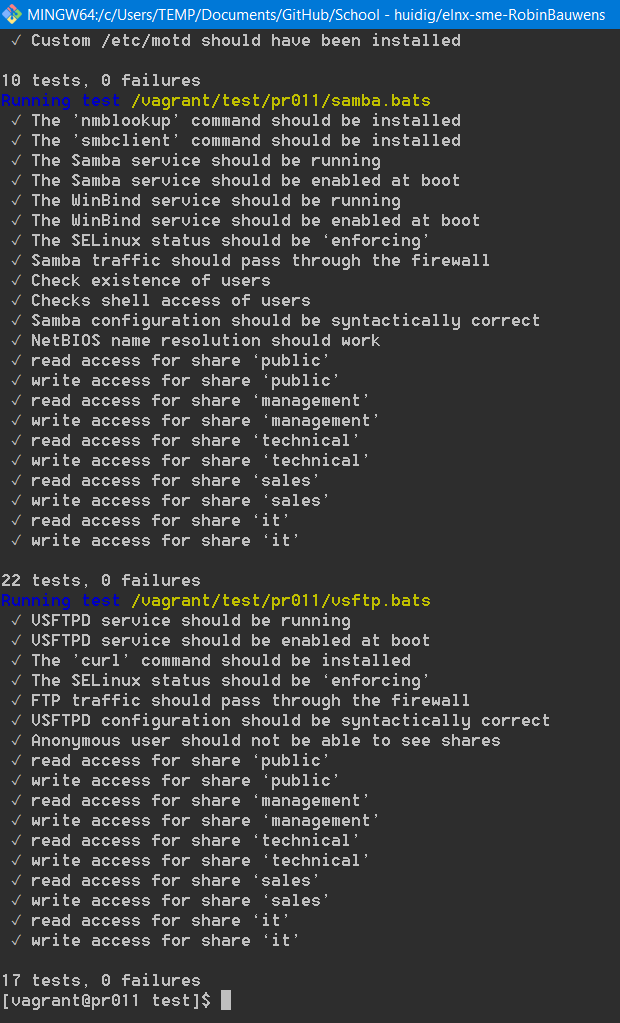 MINGW64:/c/Users/TEMP/Documents/GitHub/School - huidig/elnx-sme-RobinBauwens
✓ Custom /etc/motd should have been installed
10 tests, 0 failures
Running test /vagrant/test/pr011/samba.bats
✓ The 'nmblookup' command should be installed
✓ The 'smbclient' command should be installed
✓ The Samba service should be running
✓ The Samba service should be enabled at boot
✓ The WinBind service should be running
✓ The WinBind service should be enabled at boot
✓ The SELinux status should be ‘enforcing’
✓ Samba traffic should pass through the firewall
✓ Check existence of users
✓ Checks shell access of users
✓ Samba configuration should be syntactically correct
✓ NetBIOS name resolution should work
✓ read access for share ‘public’
✓ write access for share ‘public’
✓ read access for share ‘management’
✓ write access for share ‘management’
✓ read access for share ‘technical’
✓ write access for share ‘technical’
✓ read access for share ‘sales’
✓ write access for share ‘sales’
✓ read access for share ‘it’
✓ write access for share ‘it’
22 tests, 0 failures
Running test /vagrant/test/pr011/vsftp.bats
✓ VSFTPD service should be running
✓ VSFTPD service should be enabled at boot
✓ The 'curl' command should be installed
✓ The SELinux status should be ‘enforcing’
✓ FTP traffic should pass through the firewall
✓ VSFTPD configuration should be syntactically correct
✓ Anonymous user should not be able to see shares
✓ read access for share ‘public’
✓ write access for share ‘public’
✓ read access for share ‘management’
✓ write access for share ‘management’
✓ read access for share ‘technical’
✓ write access for share ‘technical’
✓ read access for share ‘sales’
✓ write access for share ‘sales’
✓ read access for share ‘it’
✓ write access for share ‘it’
17 tests, 0 failures
[vagrant@pr011 test]$